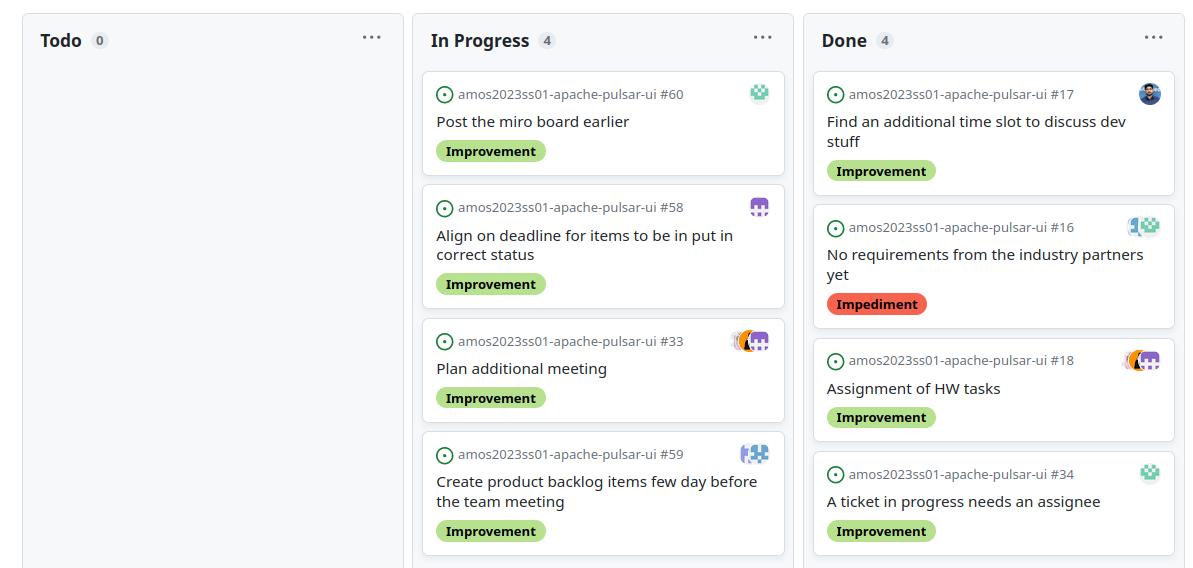 Todo 0 ...
In Progress 4 ...
amos2023ss01-apache-pulsar-ui #60
Post the miro board earlier
Improvement
amos2023ss01-apache-pulsar-ui #58
Align on deadline for items to be in put in
correct status
Improvement
amos2023ss01-apache-pulsar-ui #33
Plan additional meeting
Improvement
amos2023ss01-apache-pulsar-ui #59
Create product backlog items few day before
the team meeting
Improvement
Done 4 ...
amos2023ss01-apache-pulsar-ui #17
Find an additional time slot to discuss dev
stuff
Improvement
amos2023ss01-apache-pulsar-ui #16
No requirements from the industry partners
yet
Impediment
amos2023ss01-apache-pulsar-ui #18
Assignment of HW tasks
Improvement
amos2023ss01-apache-pulsar-ui #34
A ticket in progress needs an assignee
Improvement